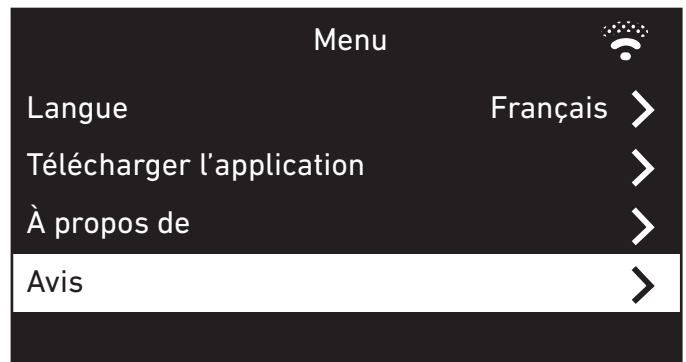 Menu
Langue Français
Télécharger l’application
À propos de
Avis